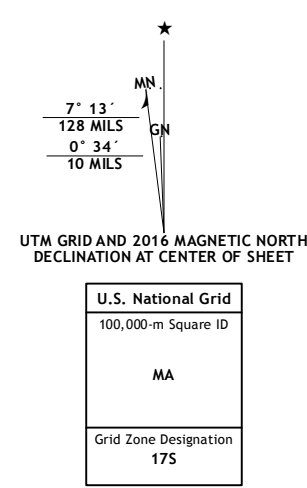 ★
MN
7° 13´
128 MILS
GN
0° 34´
10 MILS
UTM GRID AND 2016 MAGNETIC NORTH
DECLINATION AT CENTER OF SHEET
U.S. National Grid
100,000-m Square ID
MA
Grid Zone Designation
17S